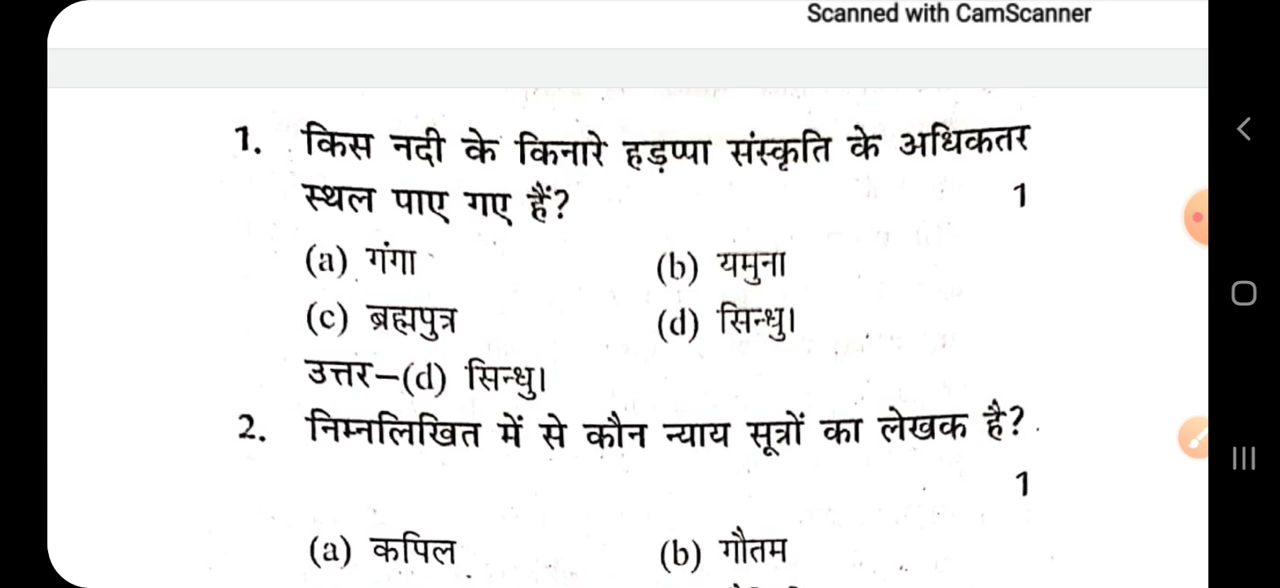 Scanned with CamScanner
1. किस नदी के किनारे हड़प्पा संस्कृति के अधिकतर
स्थल पाए गए हैं? 1
(a) गंगा (b) यमुना
(c) ब्रह्मपुत्र (d) सिन्धु।
उत्तर–(d) सिन्धु।
2. निम्नलिखित में से कौन न्याय सूत्रों का लेखक है?
1
(a) कपिल (b) गौतम